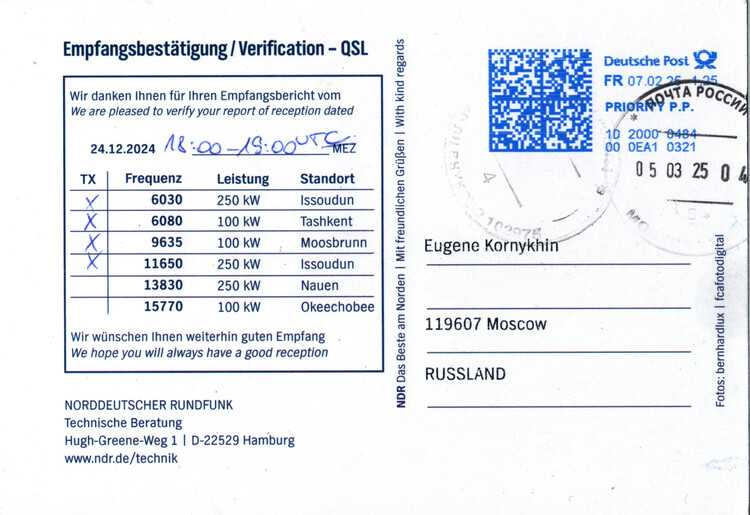 Empfangsbestätigung / Verification – QSL
Wir danken Ihnen für Ihren Empfangsbericht vom
We are pleased to verify your report of reception dated
24.12.2024 18:00 – 19:00 UTC MEZ
TX Frequenz Leistung Standort
X 6030 250 kW Issoudun
X 6080 100 kW Tashkent
X 9635 100 kW Moosbrunn
X 11650 250 kW Issoudun
13830 250 kW Nauen
15770 100 kW Okeechobee
Wir wünschen Ihnen weiterhin guten Empfang
We hope you will always have a good reception
NORDDEUTSCHER RUNDFUNK
Technische Beratung
Hugh-Greene-Weg 1 | D-22529 Hamburg
www.ndr.de/technik
NDR Das Beste am Norden | Mit freundlichen Grüßen | With kind regards
Deutsche Post
FR 07.02.25 1,25
PRIORITY P.P.
1D 2000 0484
00 0EA1 0321
ПОЧТА РОССИИ
05 03 25 0
102975
4
Eugene Kornykhin
119607 Moscow
RUSSLAND
Fotos: bernhardlux | fcafotodigital